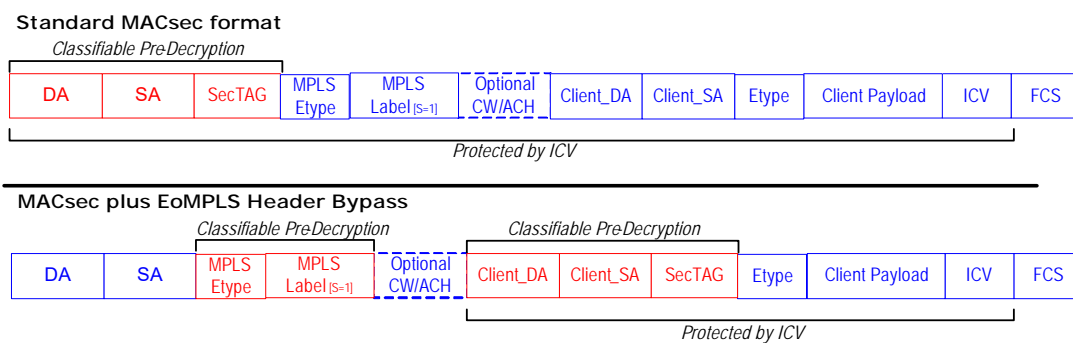 Standard MACsec format
Classifiable Pre-Decryption
DA SA SecTAG MPLS Etype MPLS Label [S=1] Optional CW/ACH Client_DA Client_SA Etype Client Payload ICV FCS
Protected by ICV
MACsec plus EoMPLS Header Bypass
Classifiable Pre-Decryption Classifiable Pre-Decryption
DA SA MPLS Etype MPLS Label [S=1] Optional CW/ACH Client_DA Client_SA SecTAG Etype Client Payload ICV FCS
Protected by ICV